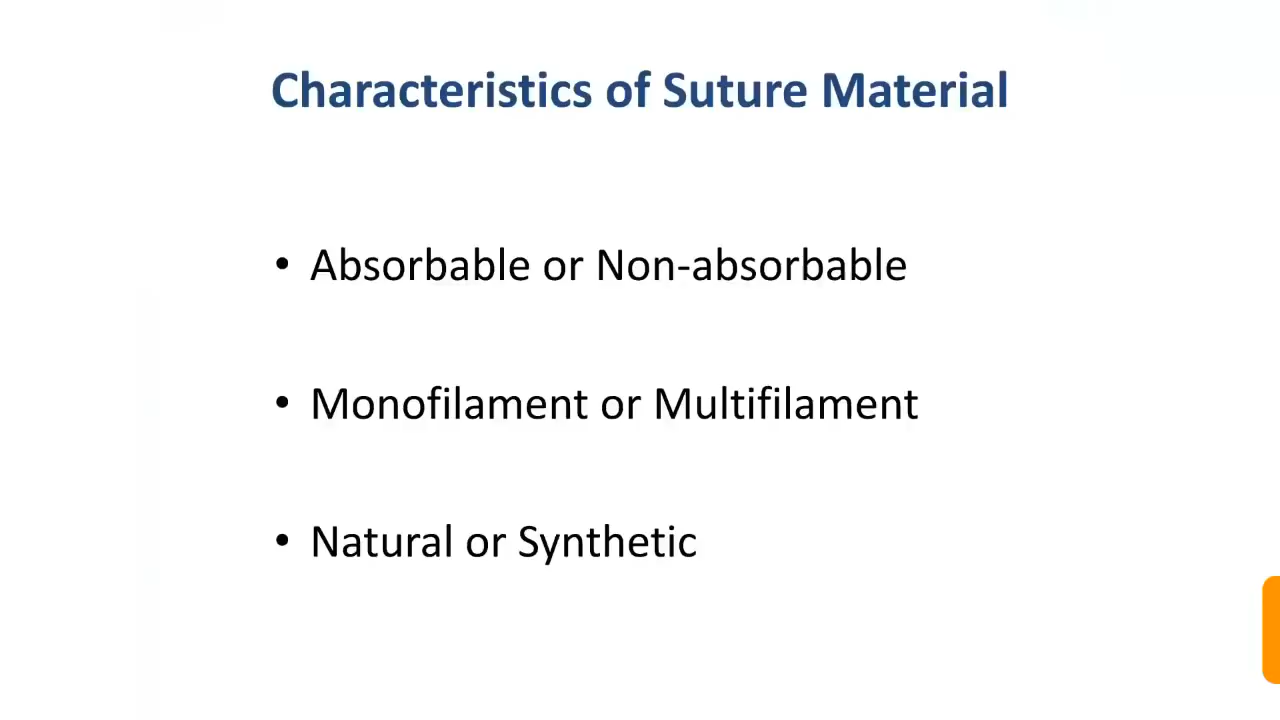 Characteristics of Suture Material
• Absorbable or Non-absorbable
• Monofilament or Multifilament
• Natural or Synthetic